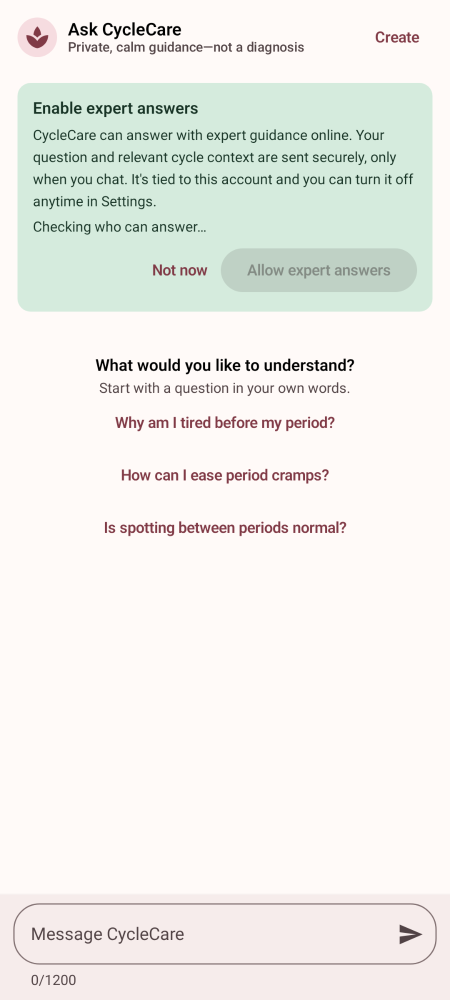 Ask CycleCare
Private, calm guidance—not a diagnosis
Create
Enable expert answers
CycleCare can answer with expert guidance online. Your
question and relevant cycle context are sent securely, only
when you chat. It's tied to this account and you can turn it off
anytime in Settings.
Checking who can answer…
Not now
Allow expert answers
What would you like to understand?
Start with a question in your own words.
Why am I tired before my period?
How can I ease period cramps?
Is spotting between periods normal?
Message CycleCare
0/1200